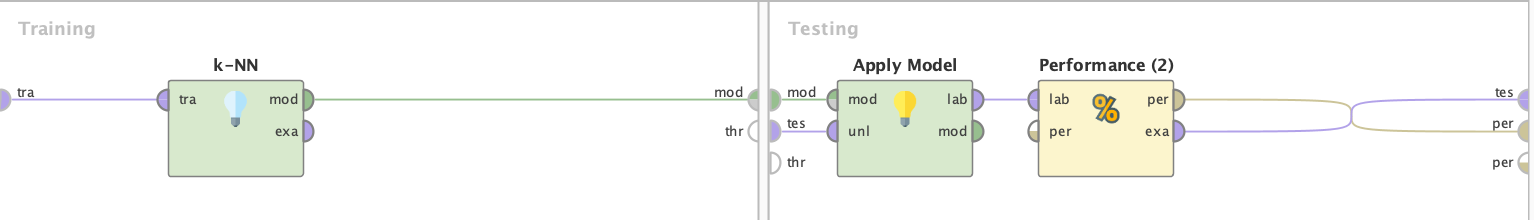 Training
k-NN
tra
tra
mod
exa
mod
thr
Testing
mod
tes
thr
Apply Model
mod
unl
lab
mod
Performance (2)
lab
per
%
per
exa
tes
per
per